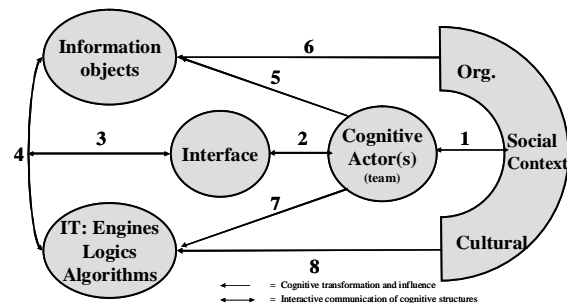 Information
objects
6
5
Org.
4
3
Interface
2
Cognitive
Actor(s)
(team)
1
Social
Context
7
IT: Engines
Logics
Algorithms
8
Cultural
= Cognitive transformation and influence
= Interactive communication of cognitive structures